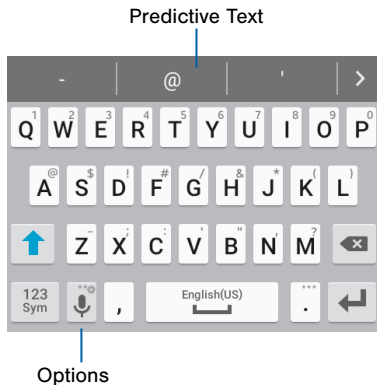 Predictive Text
- @ '
1 2 3 4 5 6 7 8 9 0
Q W E R T Y U I O P
@ $ ! # / & * ( )
A S D F G H J K L
- ; : ' " , ?
Z X C V B N M
123 Sym , English(US) .
Options